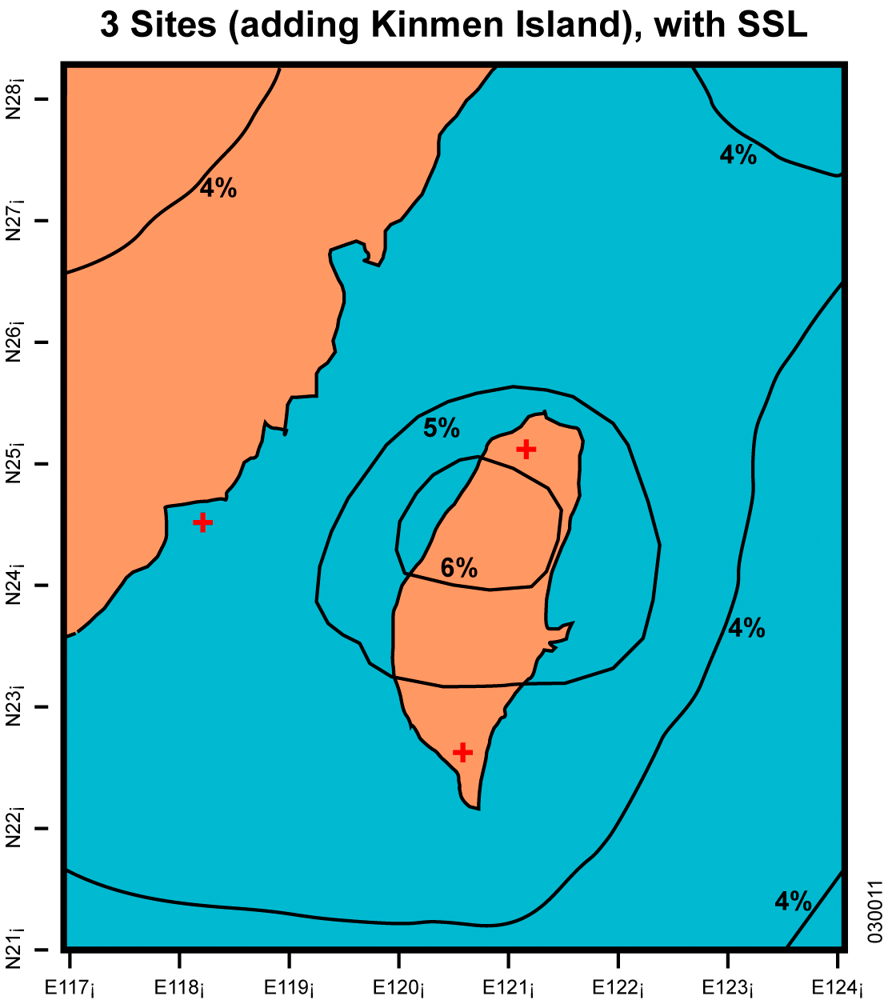 3 Sites (adding Kinmen Island), with SSL
N28¡
4%
4%
N27¡
N26¡
5%
N25¡
6%
N24¡
4%
N23¡
N22¡
4%
030011
N21¡
E117¡ E118¡ E119¡ E120¡ E121¡ E122¡ E123¡ E124¡